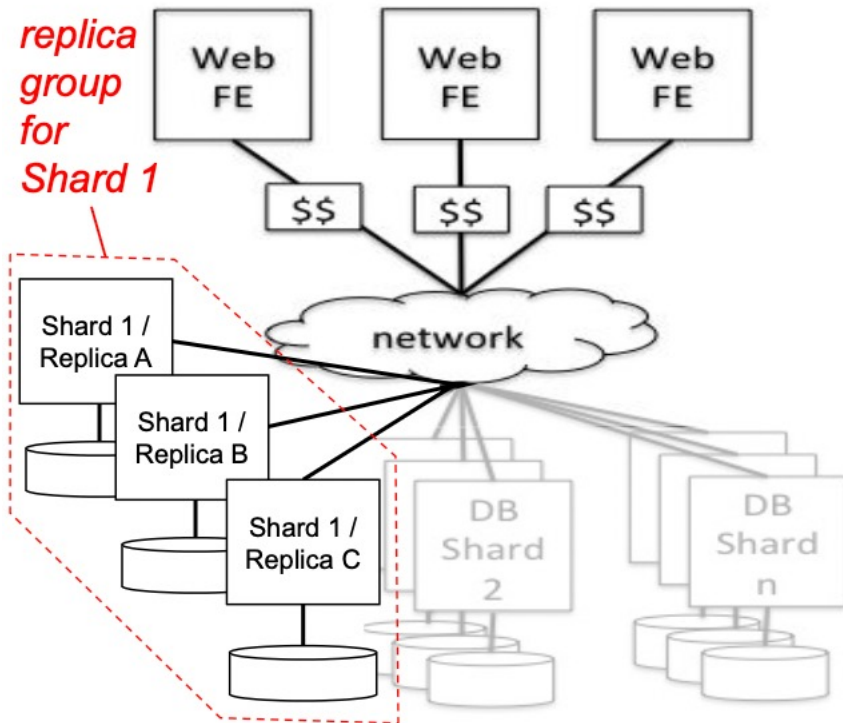 replica
group
for
Shard 1
Web
FE
Web
FE
Web
FE
$$
$$
$$
network
Shard 1 /
Replica A
Shard 1 /
Replica B
Shard 1 /
Replica C
DB
Shard
2
DB
Shard
n